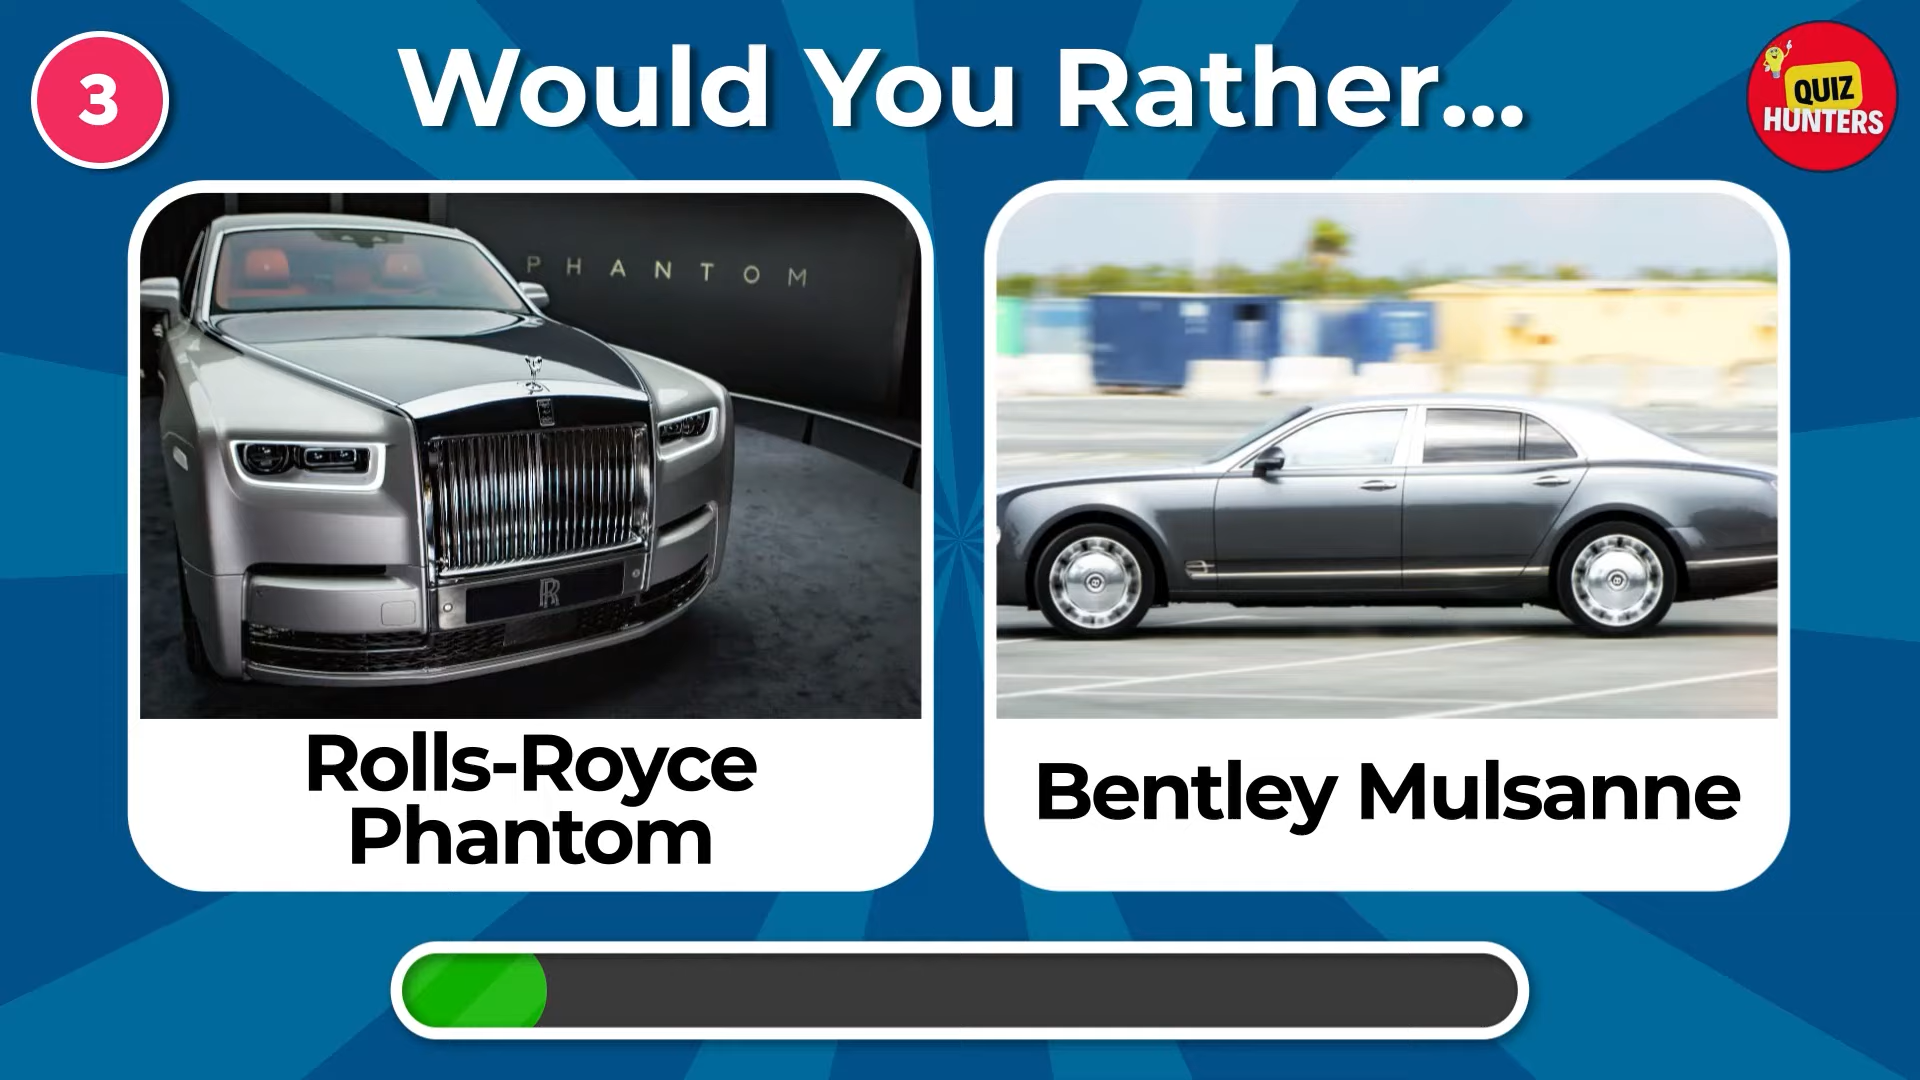 3
Would You Rather...
QUIZ
HUNTERS
PHANTOM
R
Rolls-Royce
Phantom
Bentley Mulsanne